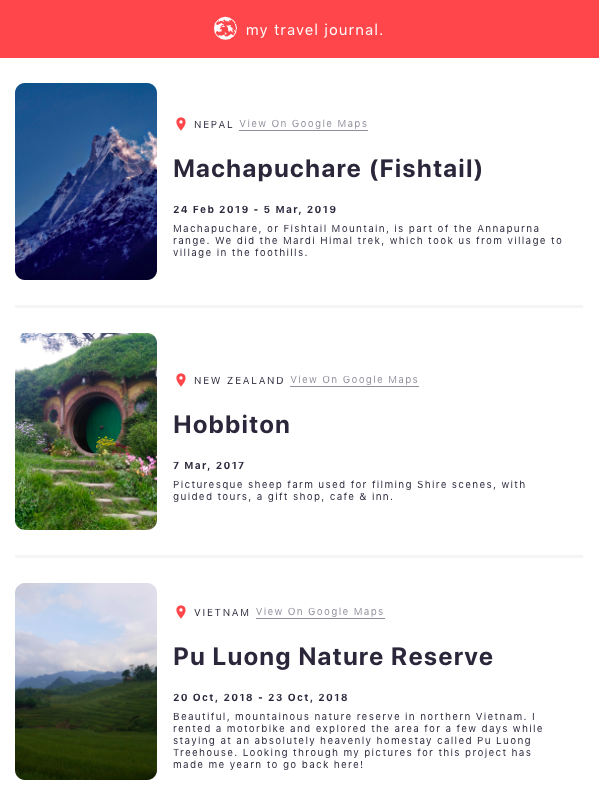 my travel journal.
NEPAL View On Google Maps
Machapuchare (Fishtail)
24 Feb 2019 - 5 Mar, 2019
Machapuchare, or Fishtail Mountain, is part of the Annapurna
range. We did the Mardi Himal trek, which took us from village to
village in the foothills.
NEW ZEALAND View On Google Maps
Hobbiton
7 Mar, 2017
Picturesque sheep farm used for filming Shire scenes, with
guided tours, a gift shop, cafe & inn.
VIETNAM View On Google Maps
Pu Luong Nature Reserve
20 Oct, 2018 - 23 Oct, 2018
Beautiful, mountainous nature reserve in northern Vietnam. I
rented a motorbike and explored the area for a few days while
staying at an absolutely heavenly homestay called Pu Luong
Treehouse. Looking through my pictures for this project has
made me yearn to go back here!